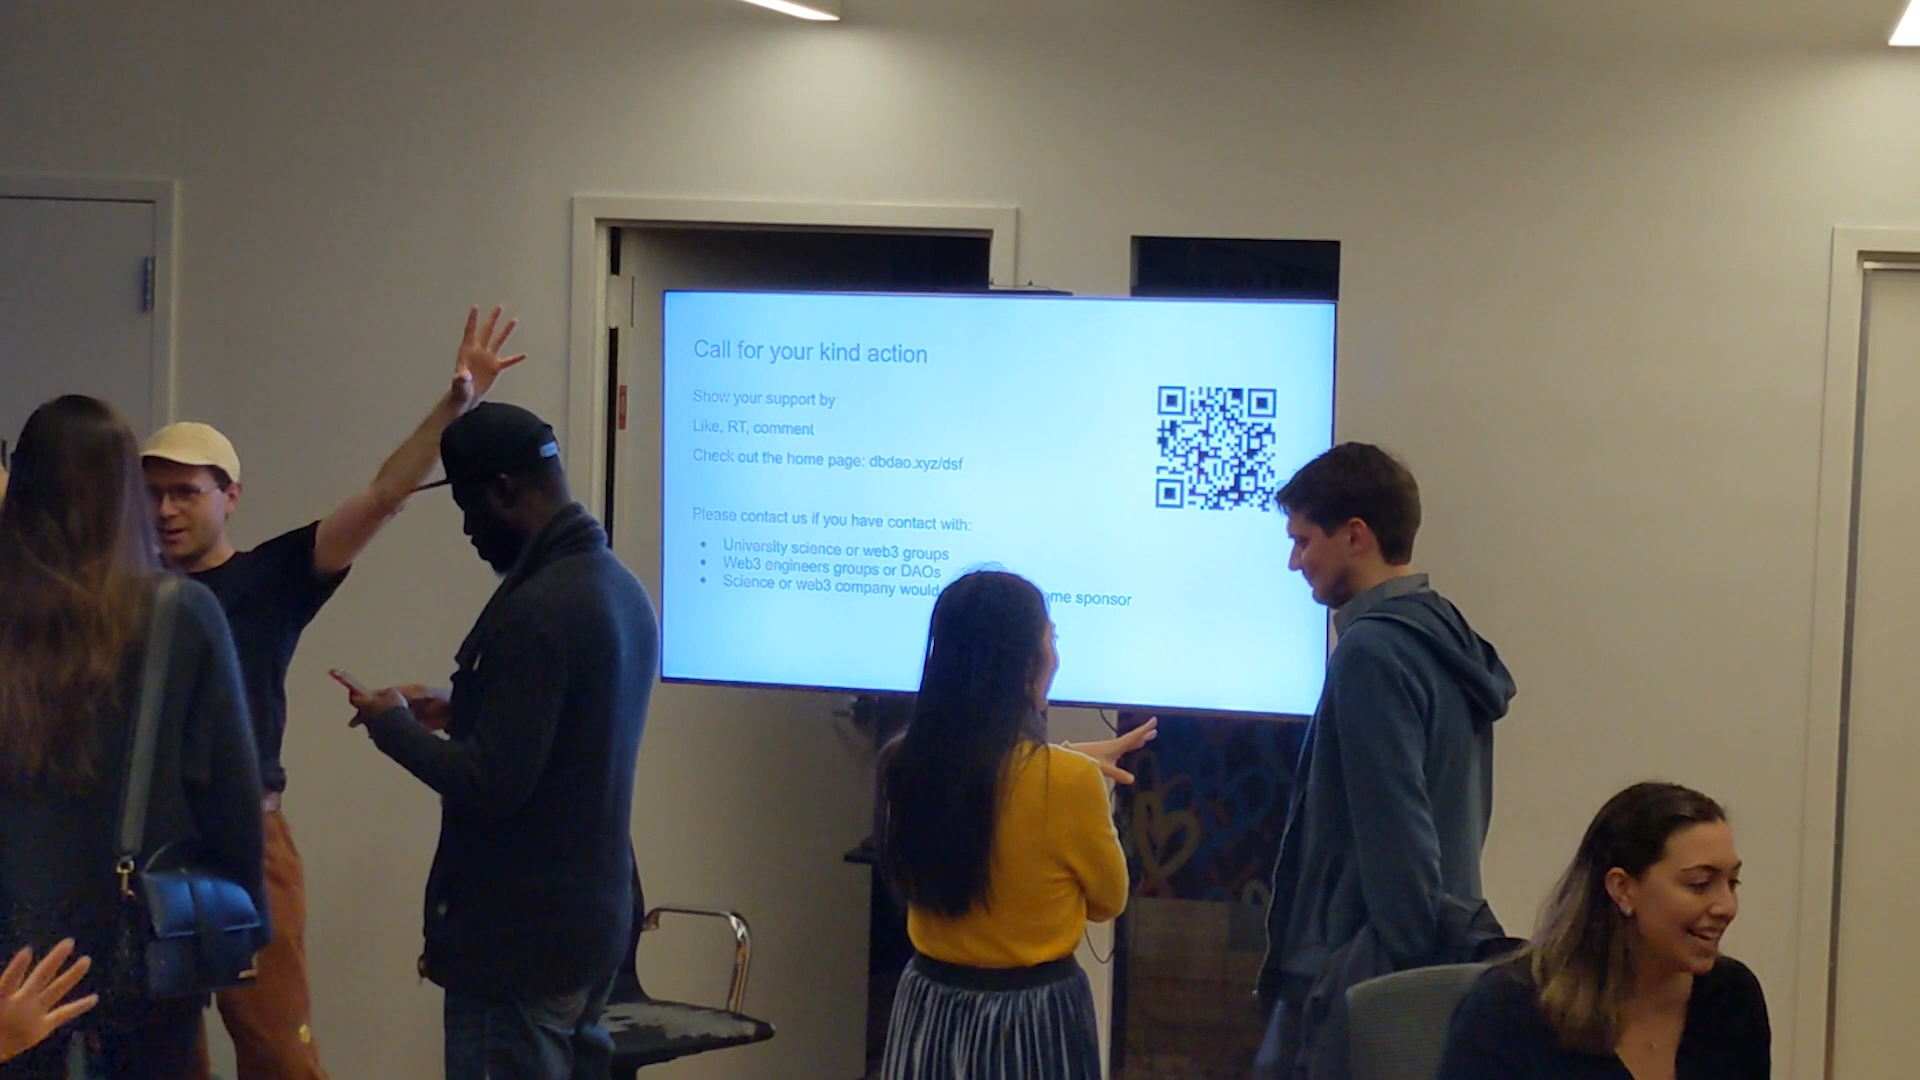 Call for your kind action
Show your support by
Like, RT, comment
Check out the home page: dbdao.xyz/dsf
Please contact us if you have contact with:
• University science or web3 groups
• Web3 engineers groups or DAOs
• Science or web3 company would ome sponsor